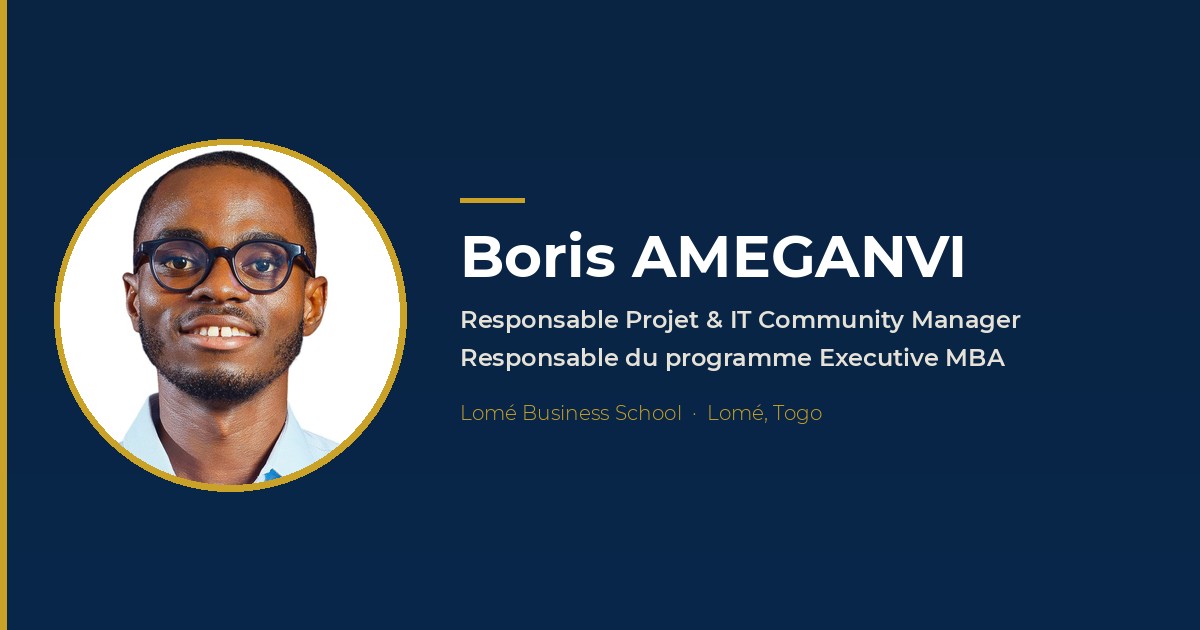 Boris AMEGANVI
Responsable Projet & IT Community Manager
Responsable du programme Executive MBA
Lomé Business School · Lomé, Togo